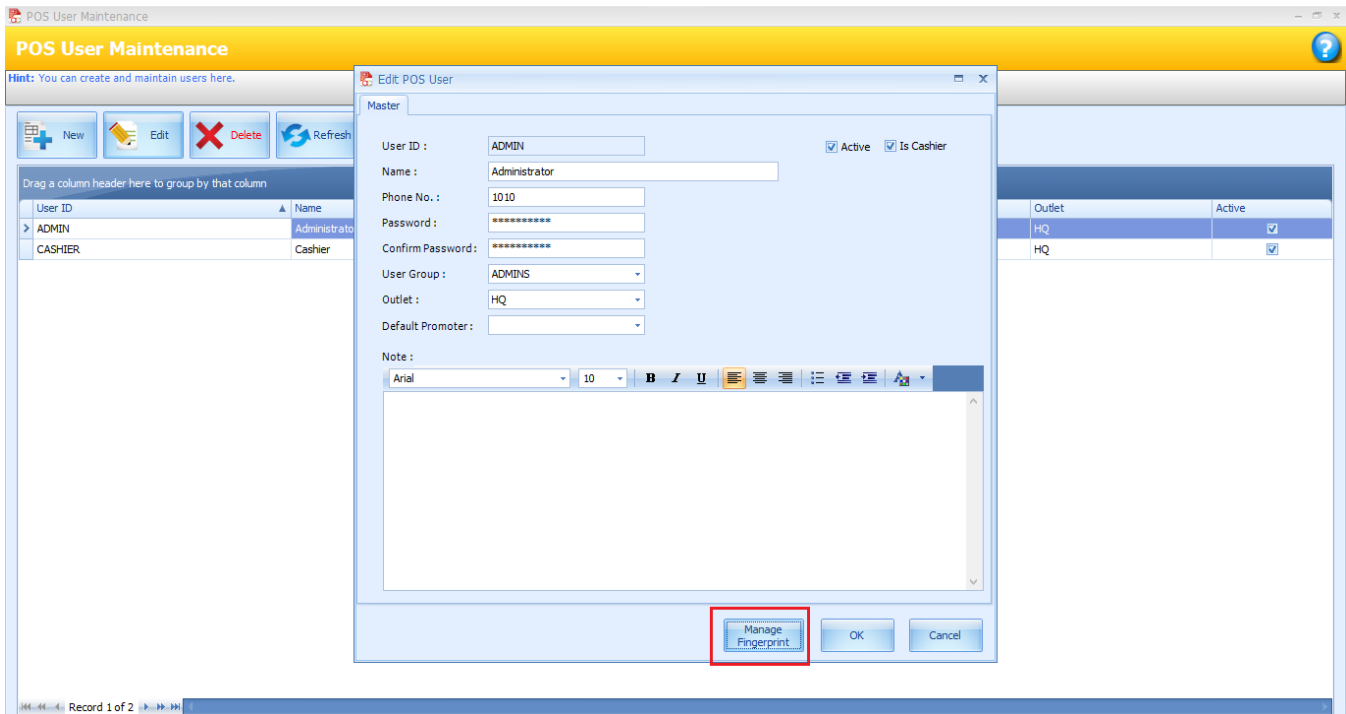 POS User Maintenance
POS User Maintenance
?
Hint: You can create and maintain users here.
New
Edit
Delete
Refresh
Drag a column header here to group by that column
User ID Name Outlet Active
ADMIN Administrato HQ
CASHIER Cashier HQ
Record 1 of 2
Edit POS User
Master
User ID : ADMIN
Active Is Cashier
Name : Administrator
Phone No. : 1010
Password : **********
Confirm Password : **********
User Group : ADMINS
Outlet : HQ
Default Promoter :
Note :
Arial 10 B I U A
Manage
Fingerprint
OK
Cancel